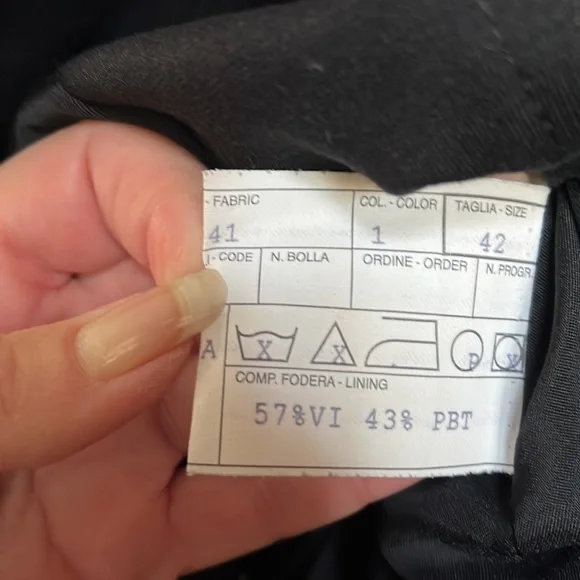 - FABRIC COL. - COLOR TAGLIA - SIZE
41 1 42
- CODE N. BOLLA ORDINE - ORDER N. PROGR
A X X P X
COMP. FODERA - LINING
57%VI 43% PBT